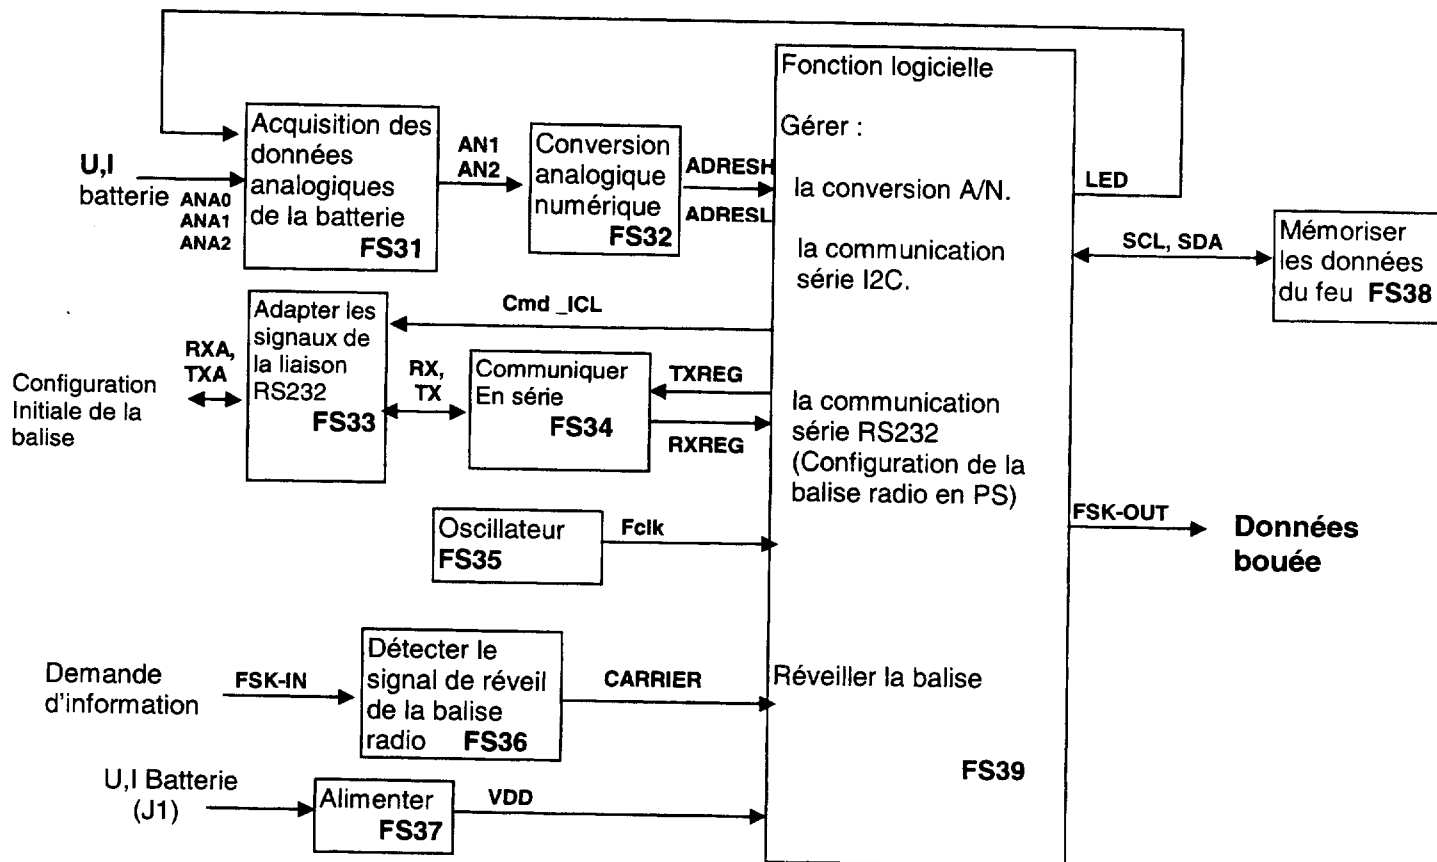 Fonction logicielle
Gérer :
la conversion A/N.
la communication
série I2C.
la communication
série RS232
(Configuration de la
balise radio en PS)
Réveiller la balise
FS39
U,I
batterie
ANA0
ANA1
ANA2
Acquisition des
données
analogiques
de la batterie
FS31
AN1
AN2
Conversion
analogique
numérique
FS32
ADRESH
ADRESL
LED
SCL, SDA
Mémoriser
les données
du feu FS38
Cmd _ICL
Configuration
Initiale de la
balise
RXA,
TXA
Adapter les
signaux de
la liaison
RS232
FS33
RX,
TX
Communiquer
En série
FS34
TXREG
RXREG
Oscillateur
FS35
Fclk
FSK-OUT
Données
bouée
Demande
d'information
FSK-IN
Détecter le
signal de réveil
de la balise
radio FS36
CARRIER
U,I Batterie
(J1)
Alimenter
FS37
VDD